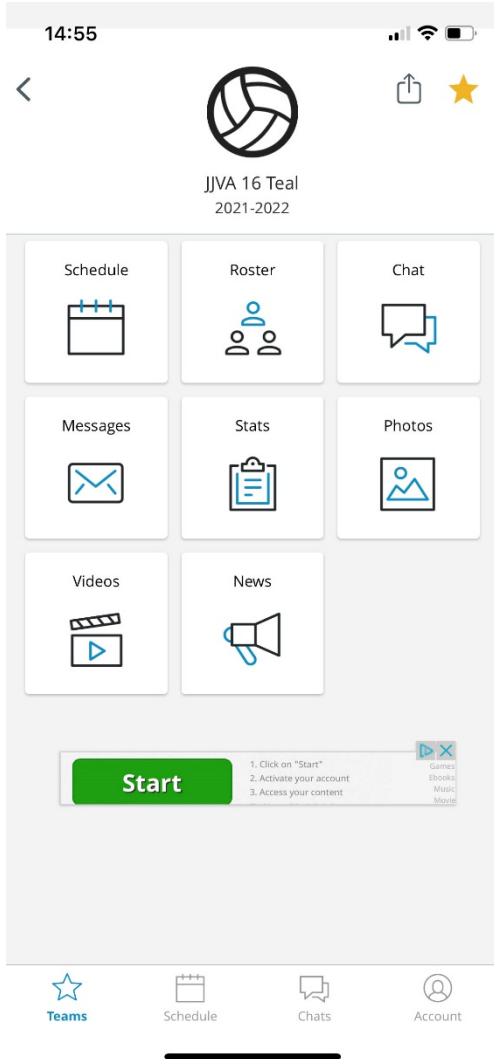 14:55
JJVA 16 Teal
2021-2022
Schedule
Roster
Chat
Messages
Stats
Photos
Videos
News
Start
1. Click on "Start"
2. Activate your account
3. Access your content
Games
Ebooks
Music
Movie
Teams
Schedule
Chats
Account